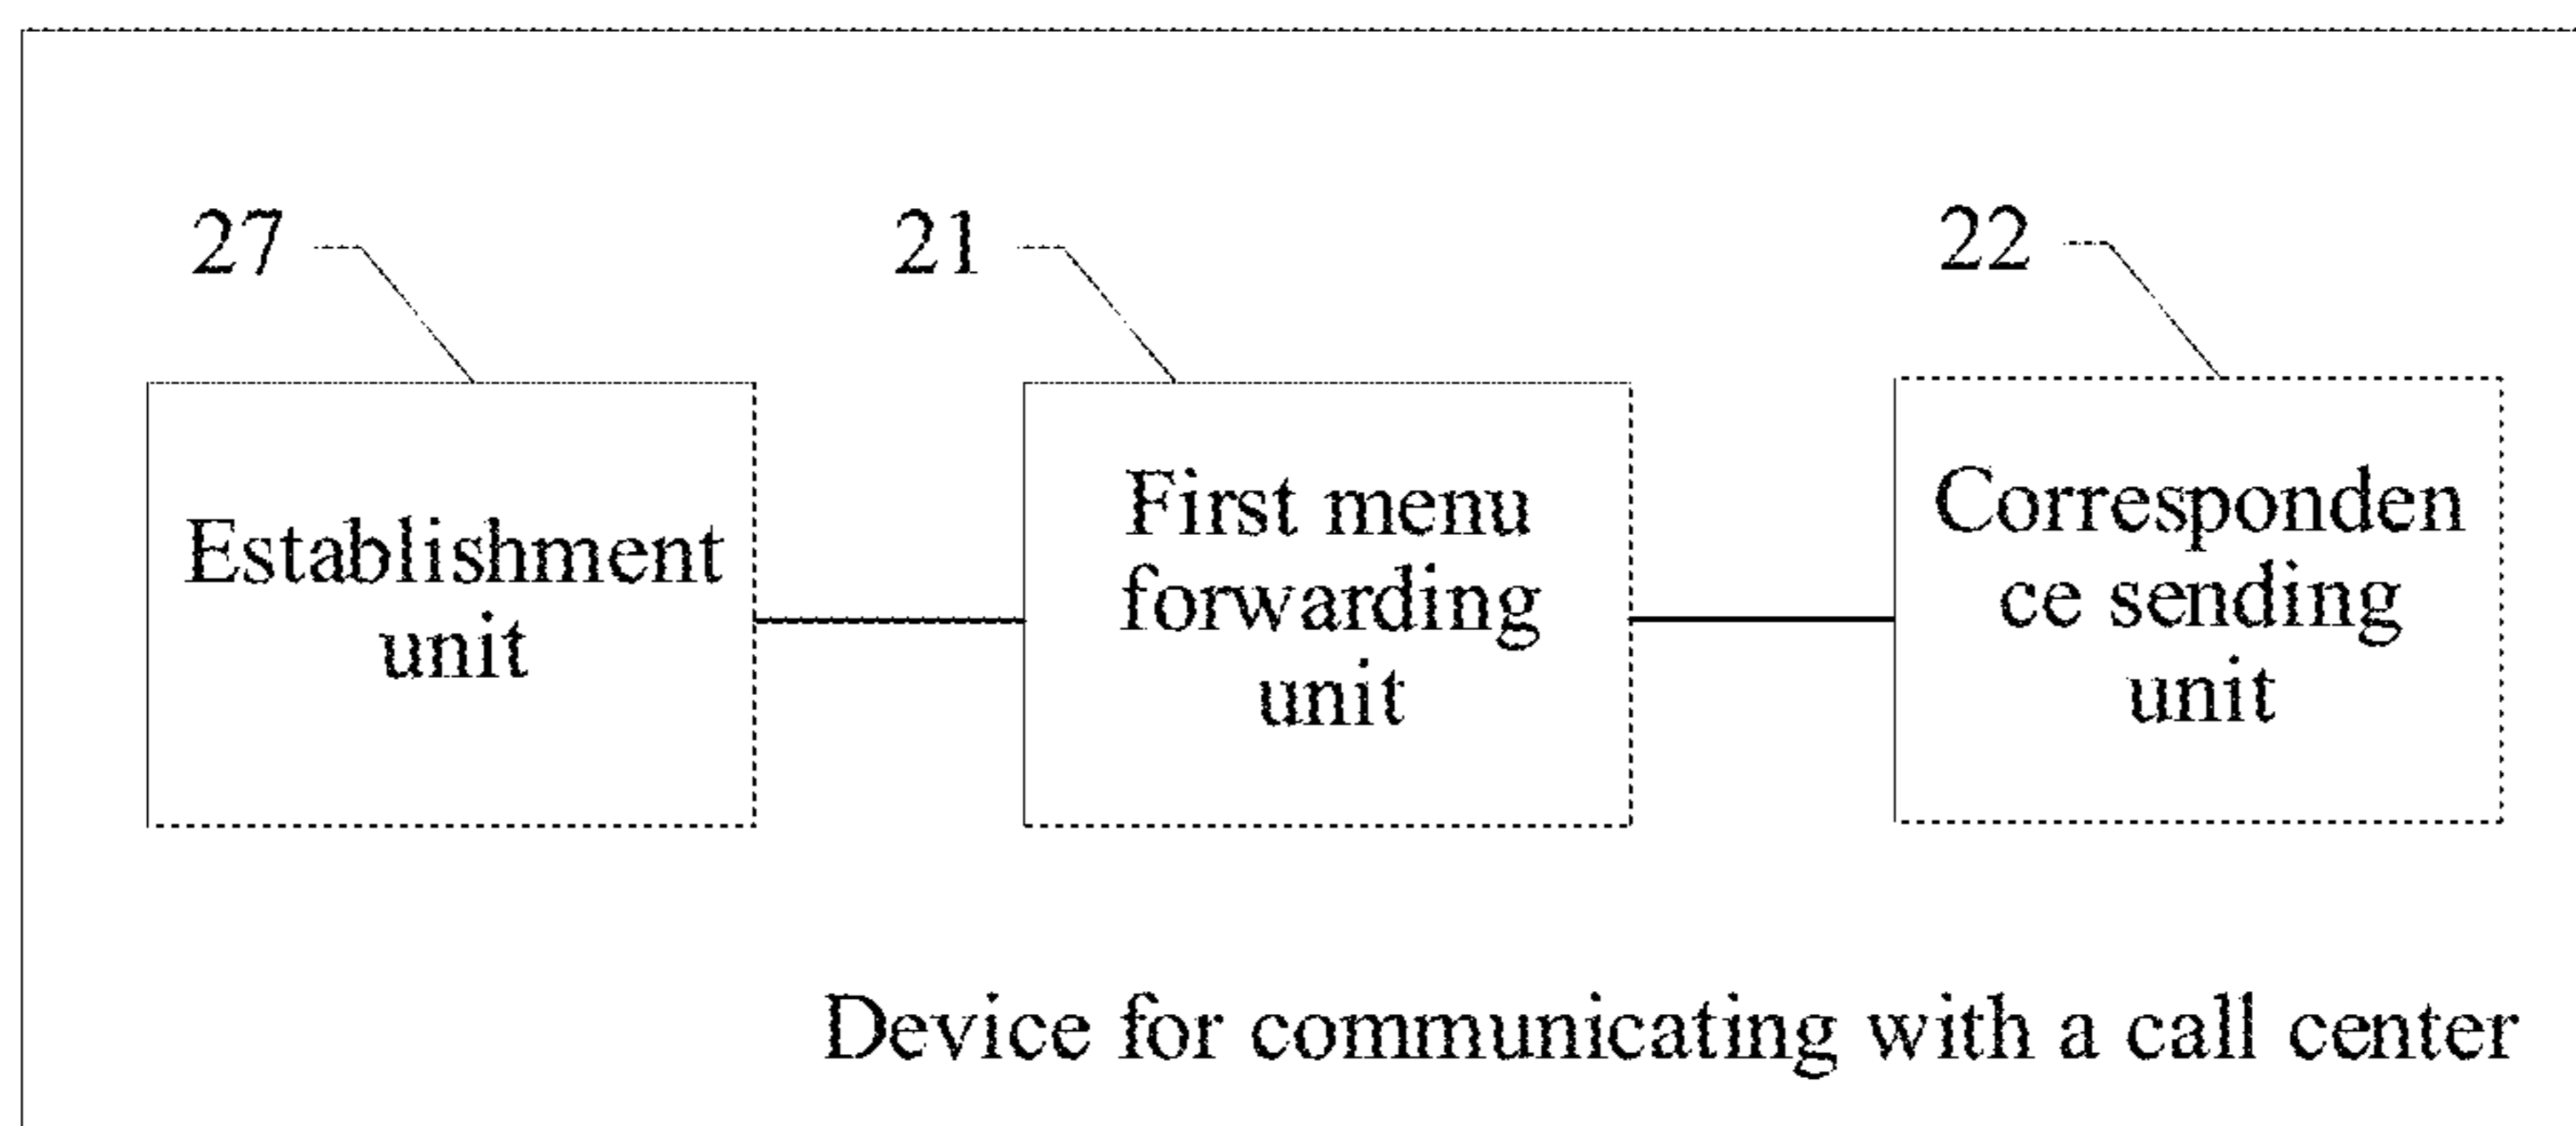 27
21
22
Establishment
unit
First menu
forwarding
unit
Corresponden
ce sending
unit
Device for communicating with a call center